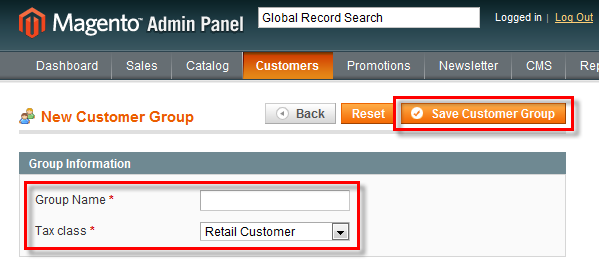 Magento™ Admin Panel
Global Record Search
Logged in | Log Out
Dashboard Sales Catalog Customers Promotions Newsletter CMS Rep
New Customer Group
Back Reset Save Customer Group
Group Information
Group Name *
Tax class * Retail Customer